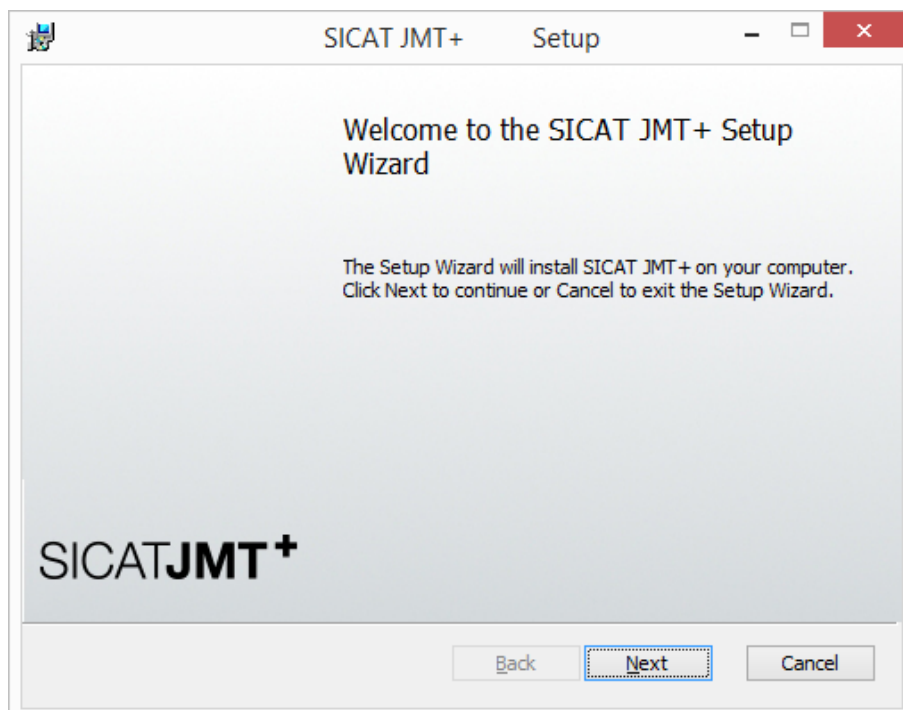 SICAT JMT+ Setup
Welcome to the SICAT JMT+ Setup
Wizard
The Setup Wizard will install SICAT JMT+ on your computer.
Click Next to continue or Cancel to exit the Setup Wizard.
SICATJMT+
Back Next Cancel